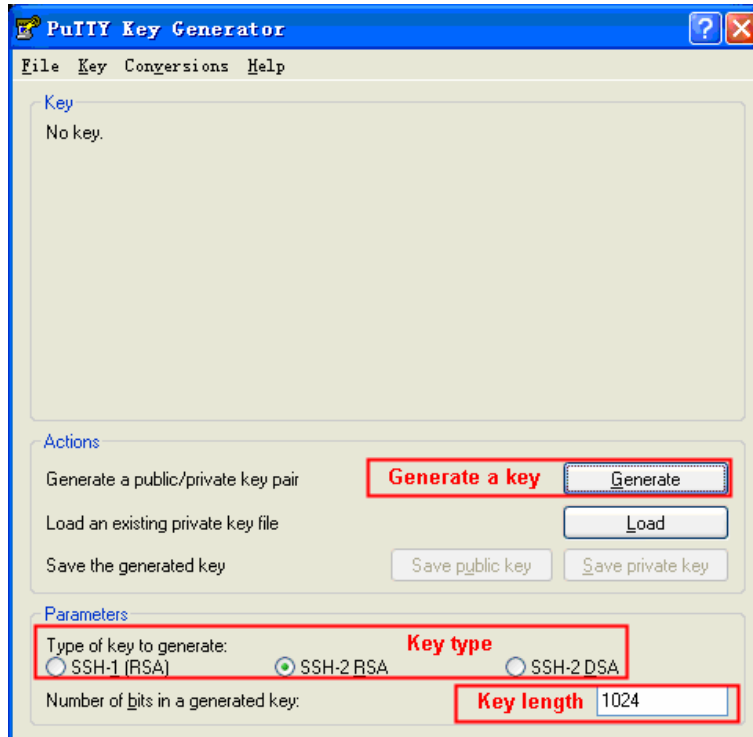 PuTTY Key Generator
File Key Conversions Help
Key
No key.
Actions
Generate a public/private key pair Generate a key Generate
Load an existing private key file Load
Save the generated key Save public key Save private key
Parameters
Type of key to generate: Key type
SSH-1 (RSA) SSH-2 RSA SSH-2 DSA
Number of bits in a generated key: Key length 1024